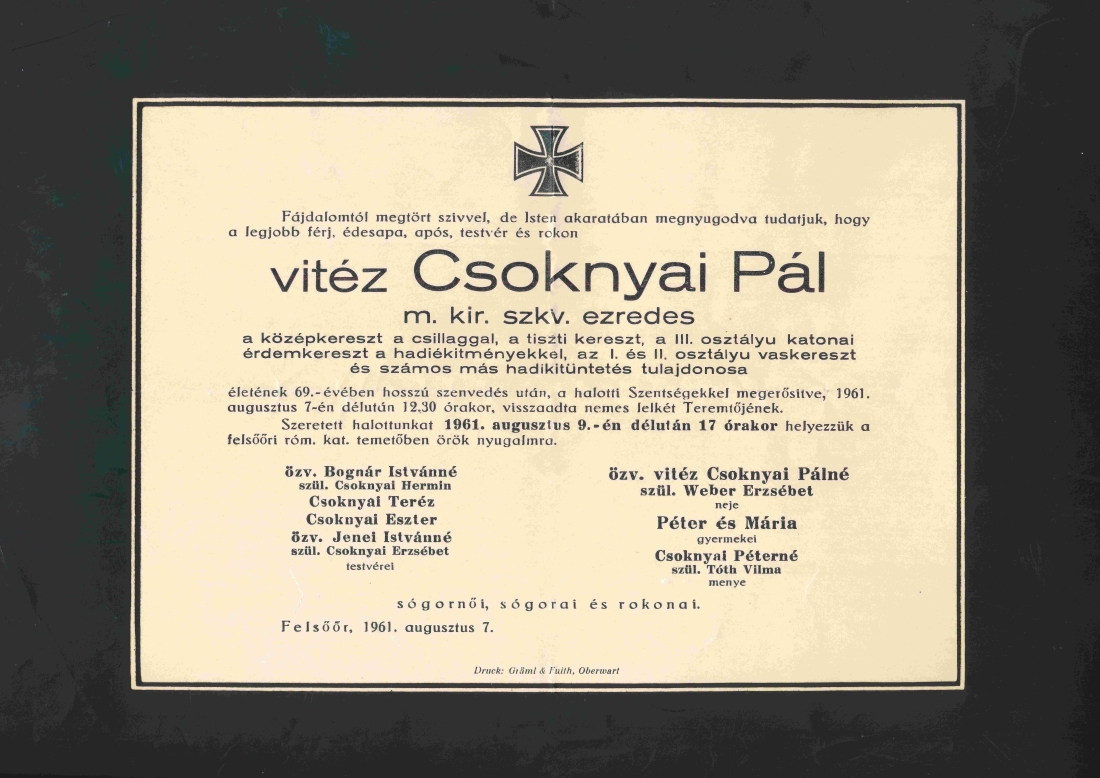 Fájdalomtól megtört szivvel, de Isten akaratában megnyugodva tudatjuk, hogy
a legjobb férj, édesapa, após, testvér és rokon
vitéz Csoknyai Pál
m. kir. szkv. ezredes
a középkereszt a csillaggal, a tiszti kereszt, a III. osztályu katonai
érdemkereszt a hadiékitményekkel, az I. és II. osztályu vaskereszt
és számos más hadikitüntetés tulajdonosa
életének 69.-évében hosszú szenvedés után, a halotti Szentségekkel megerősitve, 1961.
augusztus 7-én délután 12.30 órakor, visszaadta nemes lelkét Teremtőjének.
Szeretett halottunkat 1961. augusztus 9.-én délután 17 órakor helyezzük a
felsőőri róm. kat. temetőben örök nyugalmra.
özv. Bognár Istvánné
szül. Csoknyai Hermin
Csoknyai Teréz
Csoknyai Eszter
özv. Jenei Istvánné
szül. Csoknyai Erzsébet
testvérei
özv. vitéz Csoknyai Pálné
szül. Weber Erzsébet
neje
Péter és Mária
gyermekei
Csoknyai Péterné
szül. Tóth Vilma
menye
sógornői, sógorai és rokonai.
Felsőőr, 1961. augusztus 7.
Druck: Gräml & Fuith, Oberwart